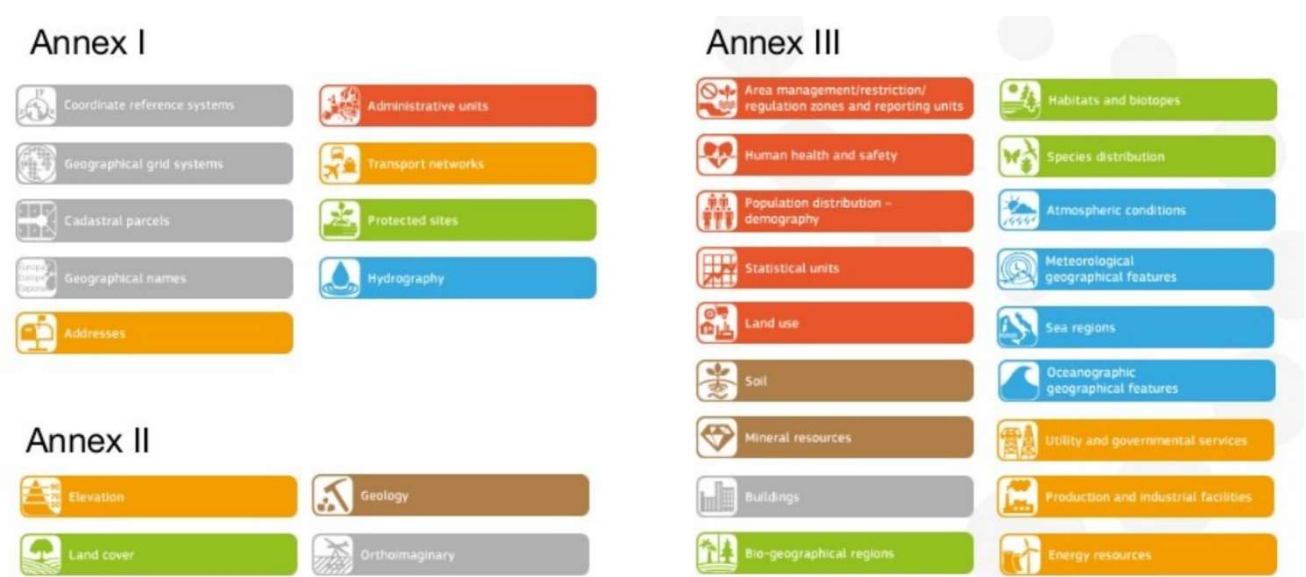 Annex I
Coordinate reference systems
Geographical grid systems
Cadastral parcels
Geographical names
Addresses
Administrative units
Transport networks
Protected sites
Hydrography
Annex II
Elevation
Land cover
Geology
Orthoimaginary
Annex III
Area management/restriction/
regulation zones and reporting units
Human health and safety
Population distribution –
demography
Statistical units
Land use
Soil
Mineral resources
Buildings
Bio-geographical regions
Habitats and biotopes
Species distribution
Atmospheric conditions
Meteorological
geographical features
Sea regions
Oceanographic
geographical features
Utility and governmental services
Production and industrial facilities
Energy resources